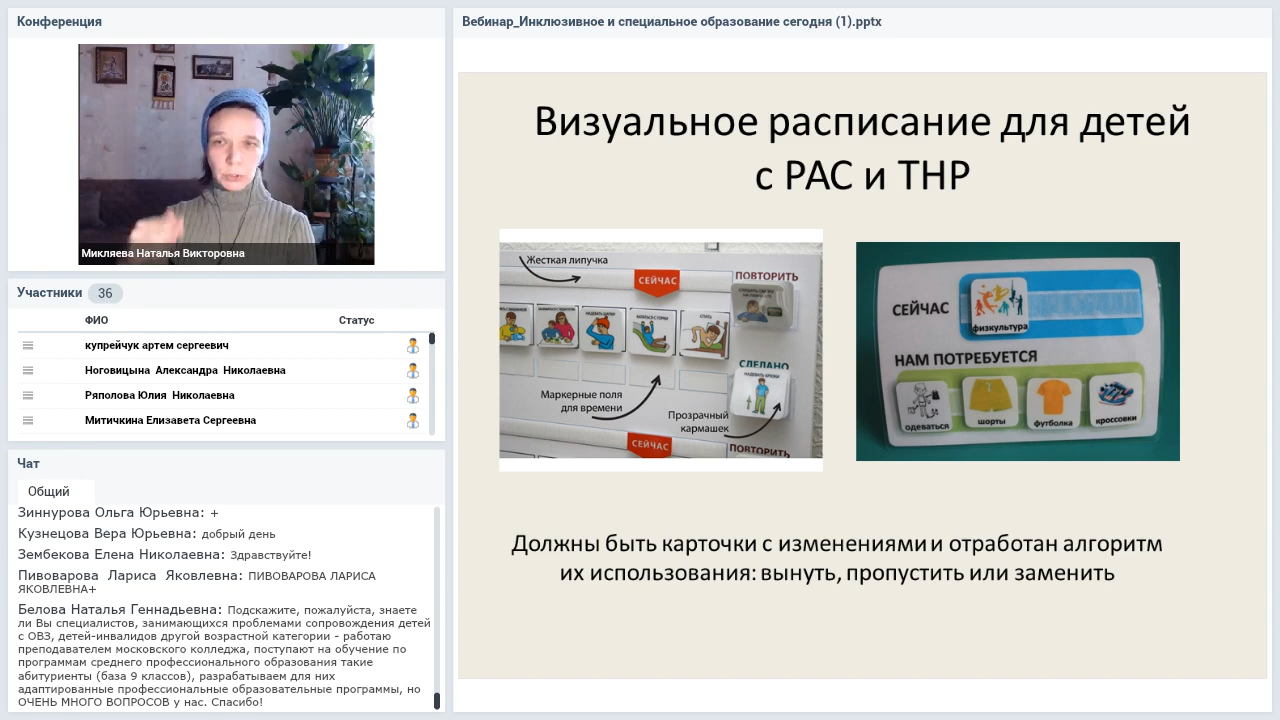 Конференция
Микляева Наталья Викторовна
Участники 36
ФИО Статус
купрейчук артем сергеевич
Ноговицына Александра Николаевна
Ряполова Юлия Николаевна
Митичкина Елизавета Сергеевна
Чат
Общий
Зиннурова Ольга Юрьевна: +
Кузнецова Вера Юрьевна: добрый день
Зембекова Елена Николаевна: Здравствуйте!
Пивоварова Лариса Яковлевна: ПИВОВАРОВА ЛАРИСА
ЯКОВЛЕВНА+
Белова Наталья Геннадьевна: Подскажите, пожалуйста, знаете
ли Вы специалистов, занимающихся проблемами сопровождения детей
с ОВЗ, детей-инвалидов другой возрастной категории - работаю
преподавателем московского колледжа, поступают на обучение по
программам среднего профессионального образования такие
абитуриенты (база 9 классов), разрабатываем для них
адаптированные профессиональные образовательные программы, но
ОЧЕНЬ МНОГО ВОПРОСОВ у нас. Спасибо!
Вебинар_Инклюзивное и специальное образование сегодня (1).pptx
Визуальное расписание для детей
с РАС и ТНР
Жесткая липучка
СЕЙЧАС
ПОВТОРИТЬ
СДЕЛАНО
Маркерные поля
для времени
Прозрачный
кармашек
СЕЙЧАС
ПОВТОРИТЬ
СЕЙЧАС
физкультура
НАМ ПОТРЕБУЕТСЯ
одеваться
шорты
футболка
кроссовки
Должны быть карточки с изменениями и отработан алгоритм
их использования: вынуть, пропустить или заменить